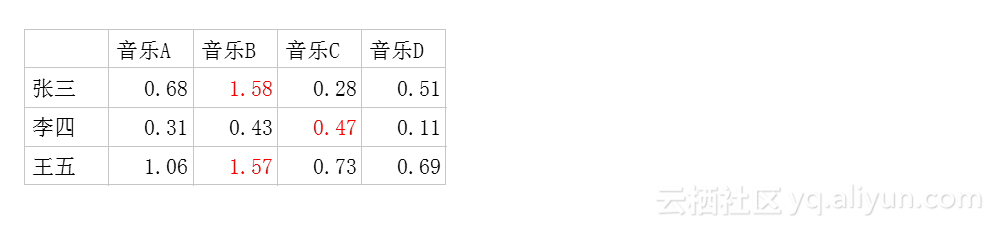 音乐A 音乐B 音乐C 音乐D
张三 0.68 1.58 0.28 0.51
李四 0.31 0.43 0.47 0.11
王五 1.06 1.57 0.73 0.69
云栖社区 yq.aliyun.com